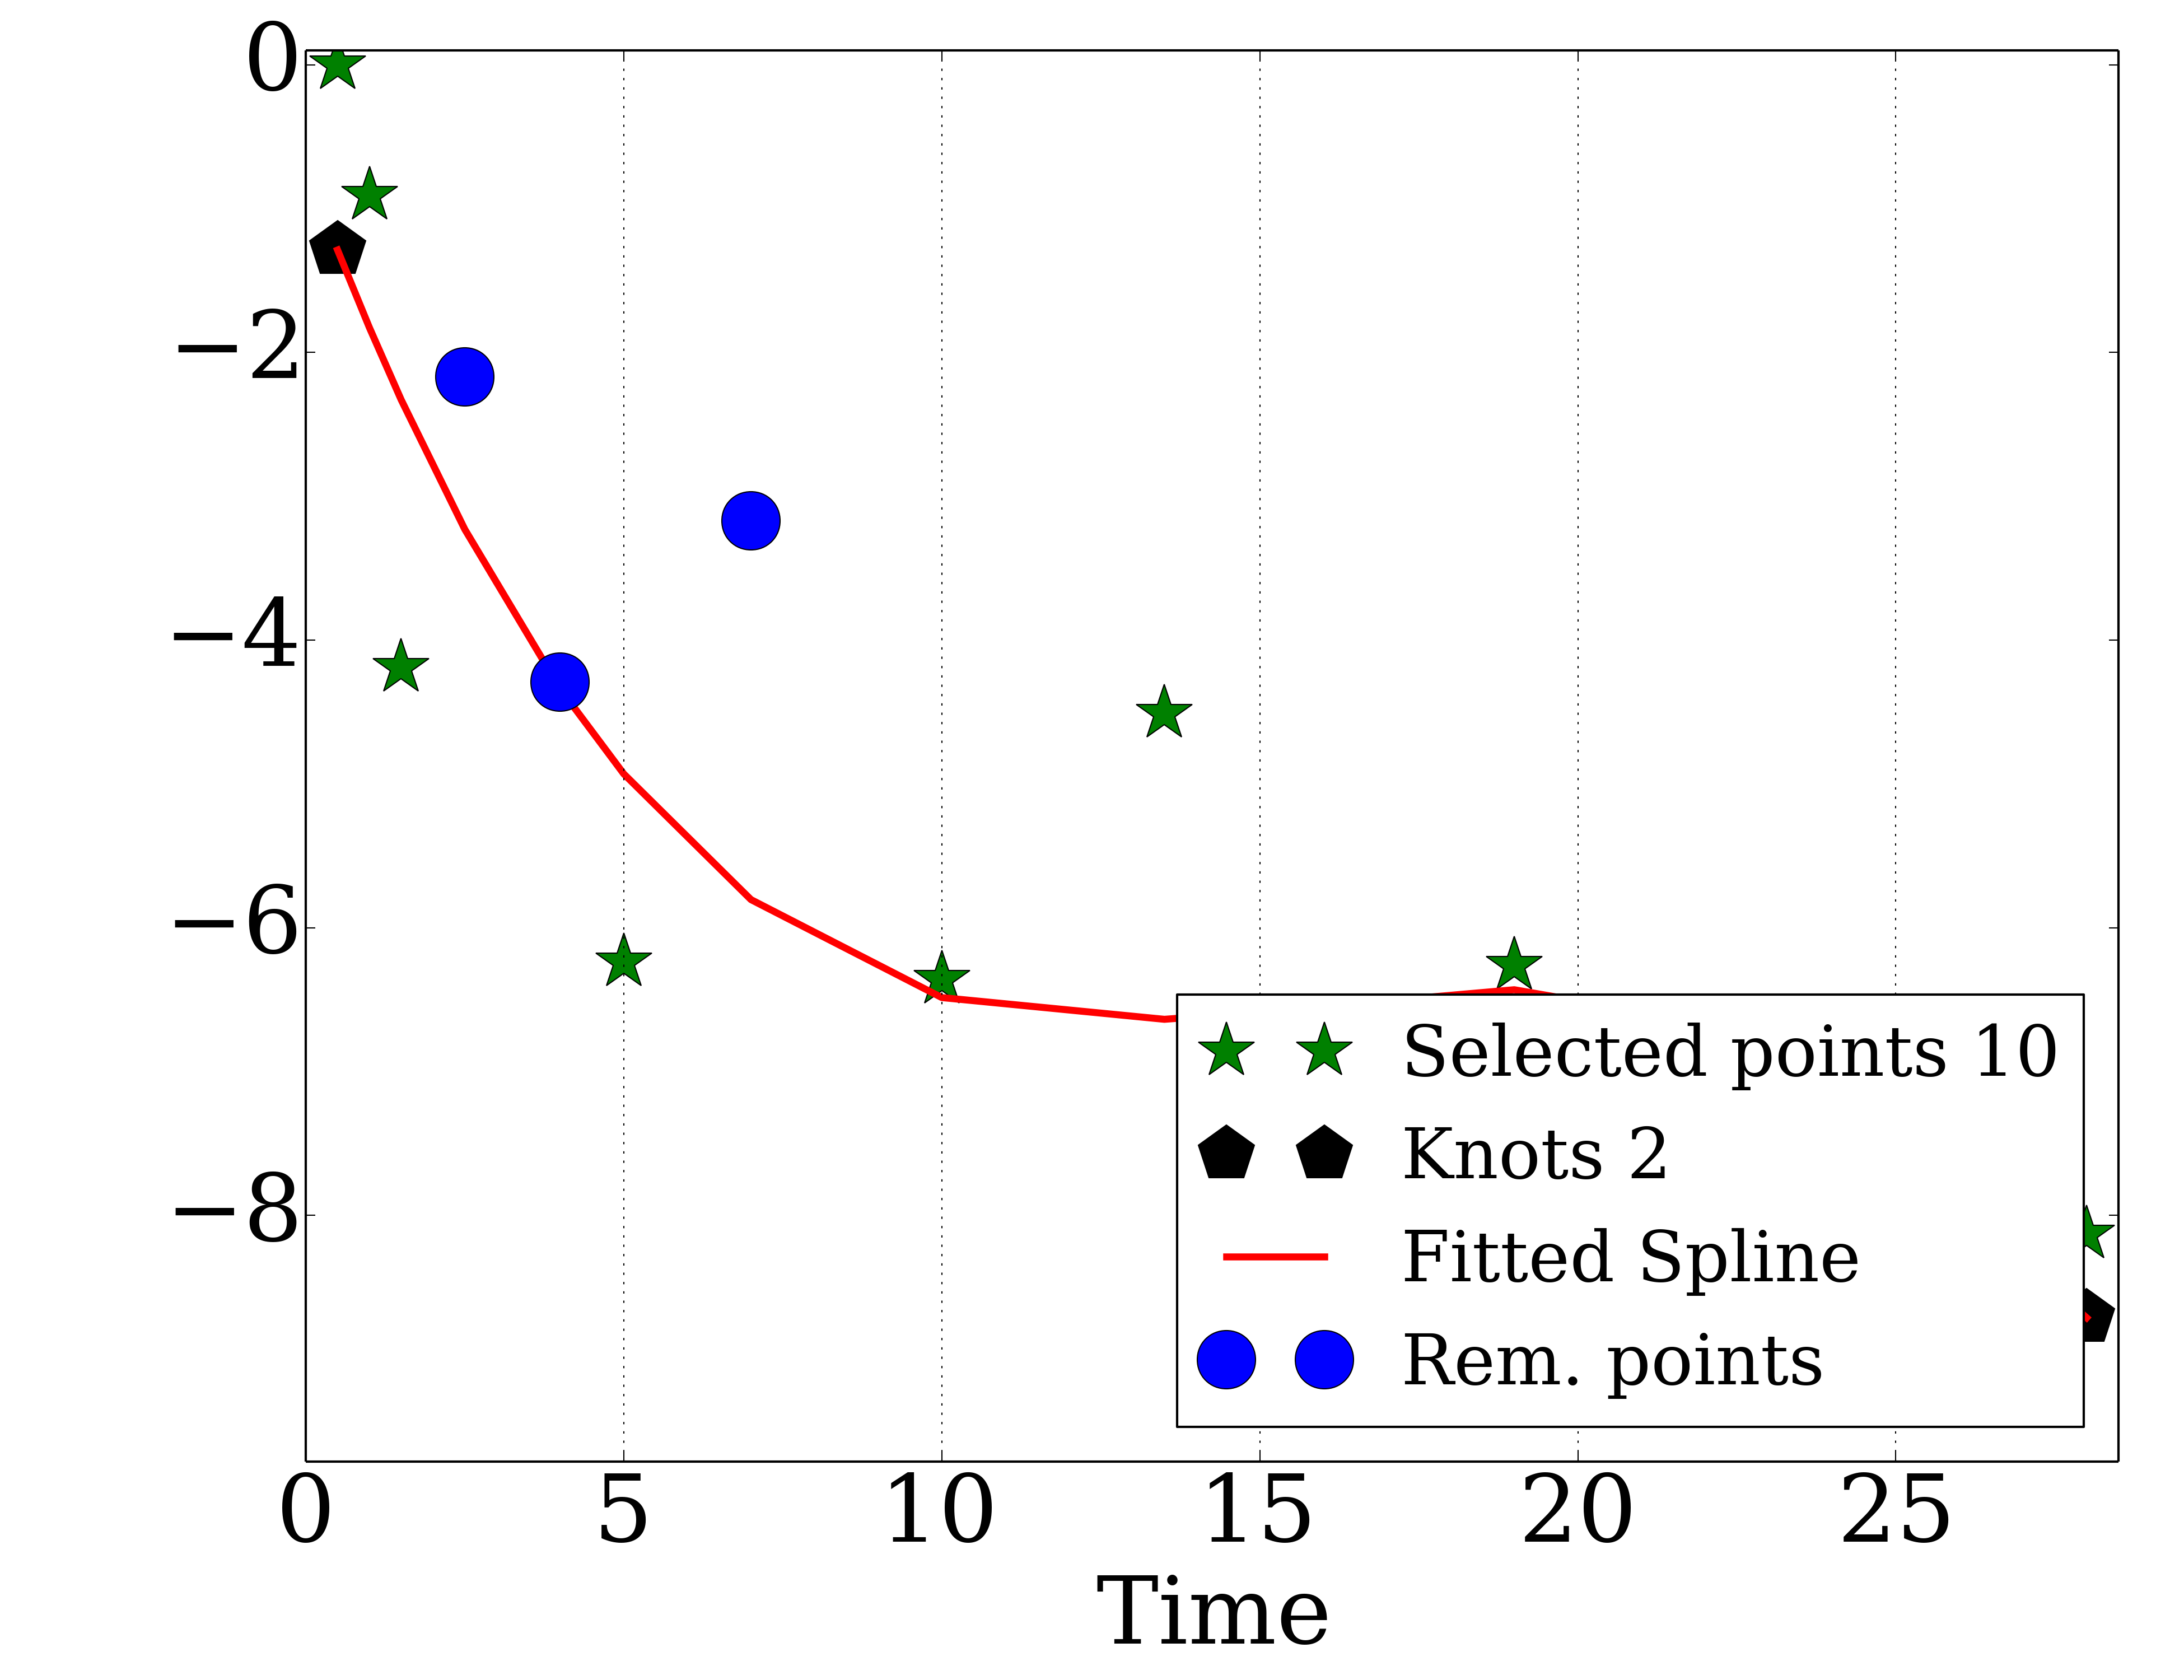 0
−2
−4
−6
−8
Selected points 10
Knots 2
Fitted Spline
Rem. points
0 5 10 15 20 25
Time